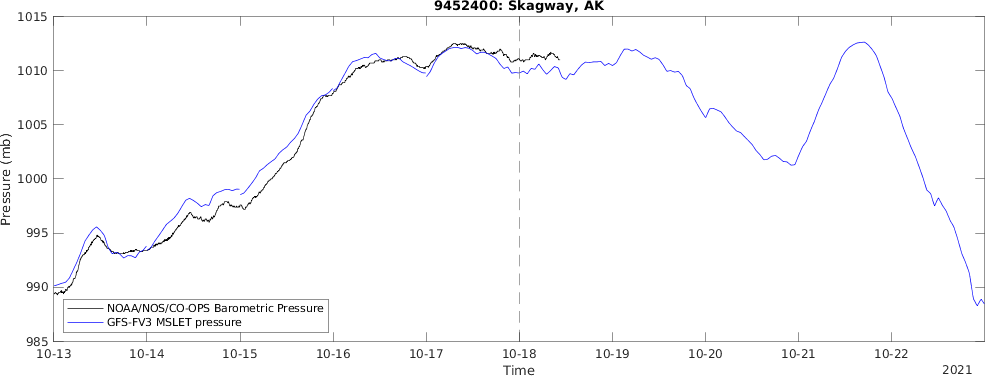 9452400: Skagway, AK
Pressure (mb)
1015
1010
1005
1000
995
990
985
NOAA/NOS/CO-OPS Barometric Pressure
GFS-FV3 MSLET pressure
10-13 10-14 10-15 10-16 10-17 10-18 10-19 10-20 10-21 10-22
Time
2021